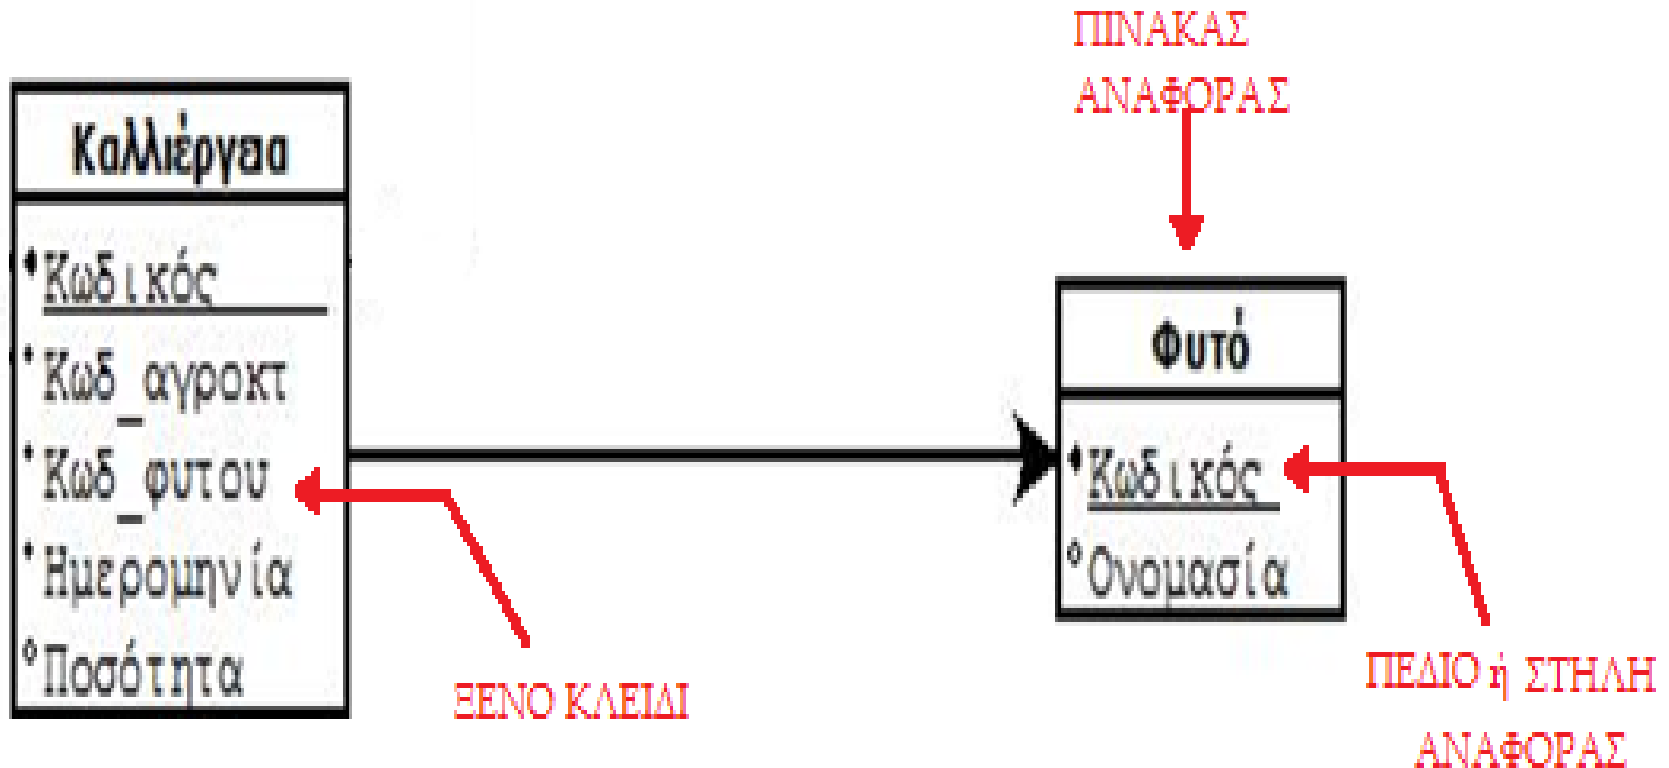 ΠΙΝΑΚΑΣ
ΑΝΑΦΟΡΑΣ
Καλλιέργεια
Κωδικός
Κωδ_αγροκτ
Κωδ_φυτου
Ημερομηνία
Ποσότητα
Φυτό
Κωδικός
Ονομασία
ΞΕΝΟ ΚΛΕΙΔΙ
ΠΕΔΙΟ ή ΣΤΗΛΗ
ΑΝΑΦΟΡΑΣ